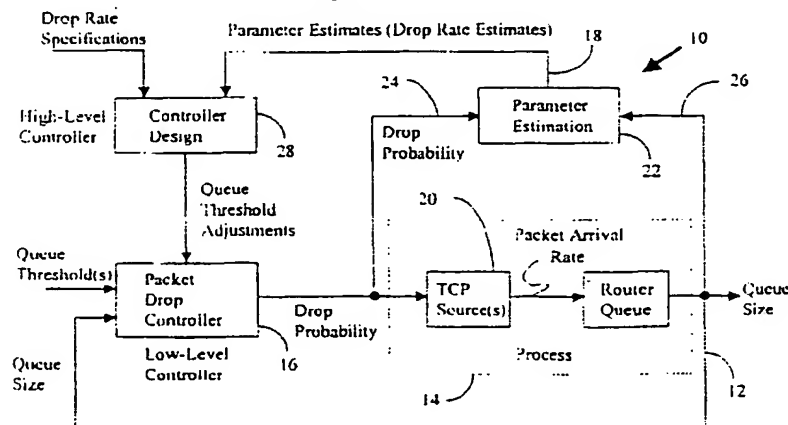 Drop Rate
Specifications
Parameter Estimates (Drop Rate Estimates)
18
10
24
26
High-Level
Controller
Controller
Design
28
Drop
Probability
Parameter
Estimation
22
Queue
Threshold
Adjustments
20
Packet Arrival
Rate
Queue
Threshold(s)
Packet
Drop
Controller
TCP
Source(s)
Router
Queue
Queue
Size
Drop
Probability
Queue
Size
Low-Level
Controller
16
Process
14
12